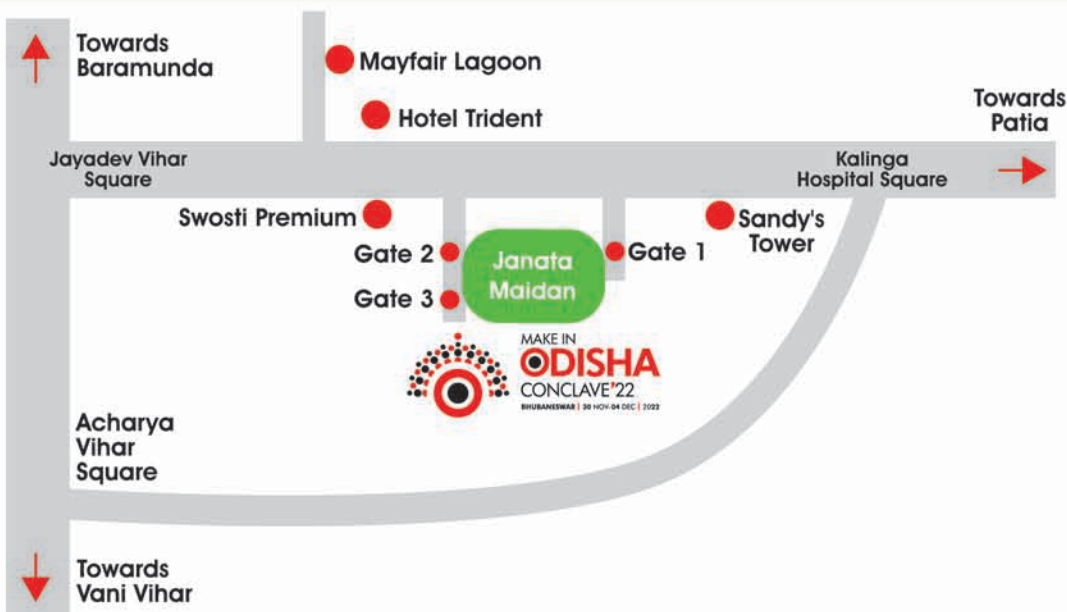 Towards
Baramunda
Mayfair Lagoon
Hotel Trident
Towards
Patia
Jayadev Vihar
Square
Kalinga
Hospital Square
Swosti Premium
Sandy's
Tower
Gate 2
Janata
Maidan
Gate 1
Gate 3
MAKE IN
ODISHA
CONCLAVE'22
BHUBANESWAR | 30 NOV-04 DEC | 2022
Acharya
Vihar
Square
Towards
Vani Vihar